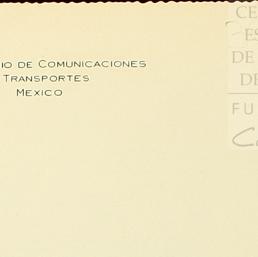 IO DE COMUNICACIONES
TRANSPORTES
MEXICO
CE
ES
DE
DE
FU
C